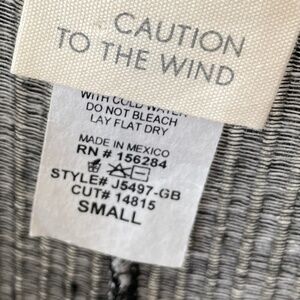 CAUTION
TO THE WIND
WITH COLD WATER
DO NOT BLEACH
LAY FLAT DRY
MADE IN MEXICO
RN # 156284
STYLE# J5497-GB
CUT# 14815
SMALL